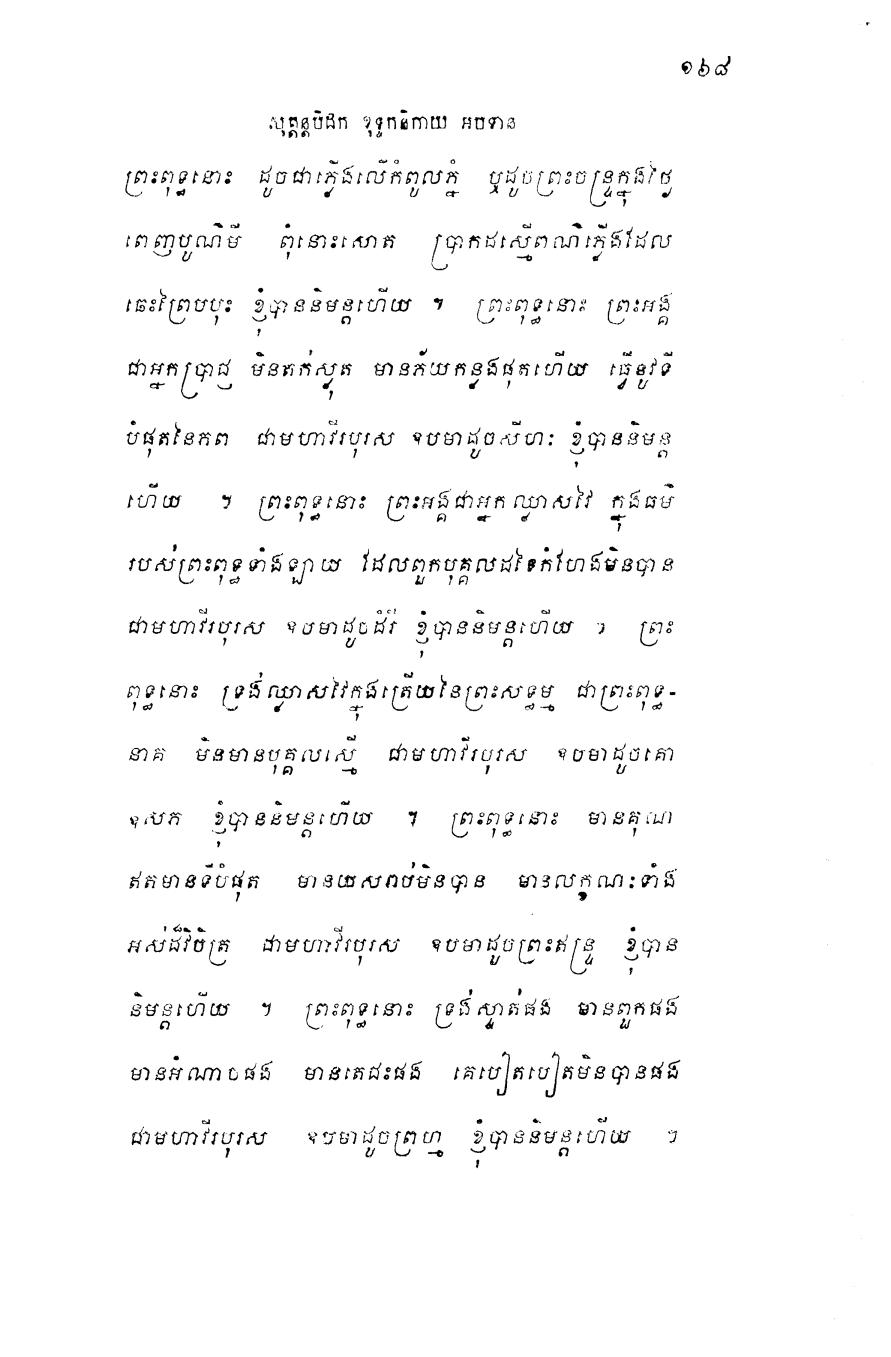 ១៦៨
សុត្តន្តបិដក ខុទ្ទកនិកាយ អបទាន
ព្រះពុទ្ធនោះ ដូចជាភ្លើងលើកំពូលភ្នំ ឬដូចព្រះចន្ទ្រក្នុងថ្ងៃ
ពេញបូណ៌មី ពុំនោះសោត ប្រាកដស្មើពណ៌ភ្លើងដែល
ឆេះព្រៃបបុះ ខ្ញុំបាននិមន្តហើយ ។ ព្រះពុទ្ធនោះ ព្រះអង្គ
ជាអ្នកប្រាជ្ញ មិនតក់ស្លុត មានភ័យកន្លងផុតហើយ ធ្វើនូវទី
បំផុតនៃភព ជាមហាវីរបុរស ឧបមាដូចសីហៈ ខ្ញុំបាននិមន្ត
ហើយ ។ ព្រះពុទ្ធនោះ ព្រះអង្គជាអ្នកឈ្លាសវៃ ក្នុងធម៌
របស់ព្រះពុទ្ធទាំងឡាយ ដែលពួកបុគ្គលដទៃកំហែងមិនបាន
ជាមហាវីរបុរស ឧបមាដូចដំរី ខ្ញុំបាននិមន្តហើយ ។ ព្រះ
ពុទ្ធនោះ ទ្រង់ឈ្លាសវៃក្នុងត្រើយនៃព្រះសទ្ធម្ម ជាព្រះពុទ្ធ-
នាគ មិនមានបុគ្គលស្មើ ជាមហាវីរបុរស ឧបមាដូចគោ
ឧសភ ខ្ញុំបាននិមន្តហើយ ។ ព្រះពុទ្ធនោះ មានគុណ
ឥតមានទីបំផុត មានយសរាប់មិនបាន មានលក្ខណៈទាំង
អស់ដ៏វិចិត្រ ជាមហាវីរបុរស ឧបមាដូចព្រះឥន្ទ្រ ខ្ញុំបាន
និមន្តហើយ ។ ព្រះពុទ្ធនោះ ទ្រង់ស្ទាត់ផង មានពួកផង
មានអំណាចផង មានតេជះផង គេបៀតបៀតមិនបានផង
ជាមហាវីរបុរស ឧបមាដូចព្រហ្ម ខ្ញុំបាននិមន្តហើយ ។